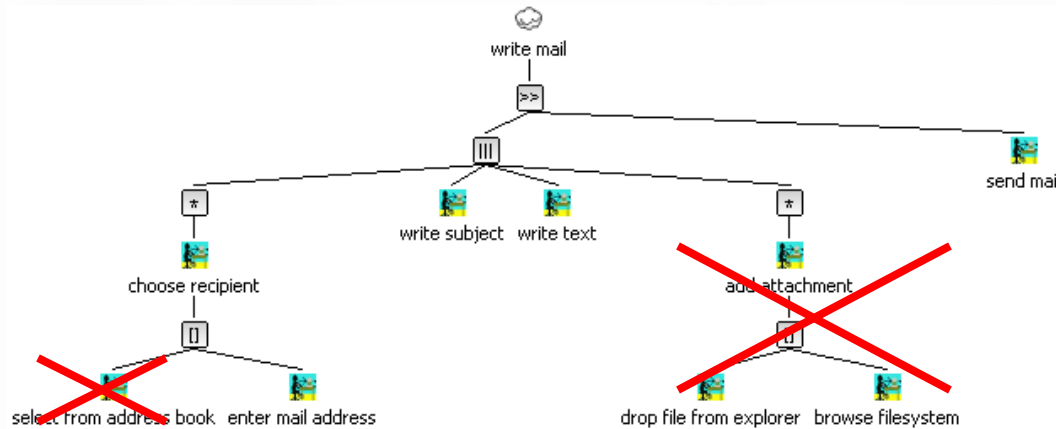 write mail
>>
|||
send mai
*
*
write subject write text
choose recipient
add attachment
[]
[]
select from address book enter mail address
drop file from explorer browse filesystem